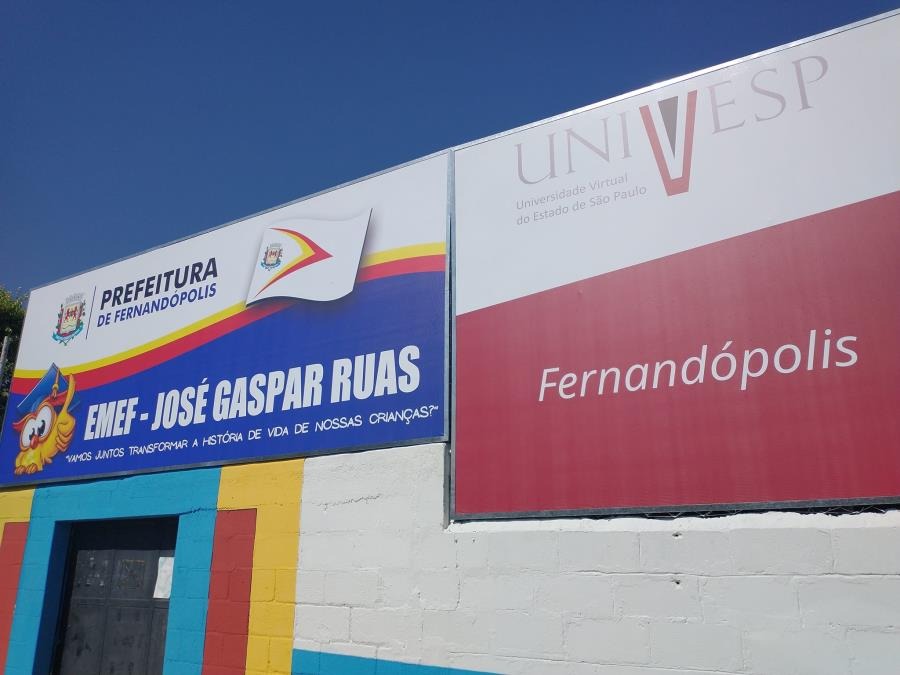 PREFEITURA
DE FERNANDÓPOLIS
EMEF - JOSÉ GASPAR RUAS
"VAMOS JUNTOS TRANSFORMAR A HISTÓRIA DE VIDA DE NOSSAS CRIANÇAS?"
UNIVESP
Universidade Virtual
do Estado de São Paulo
Fernandópolis